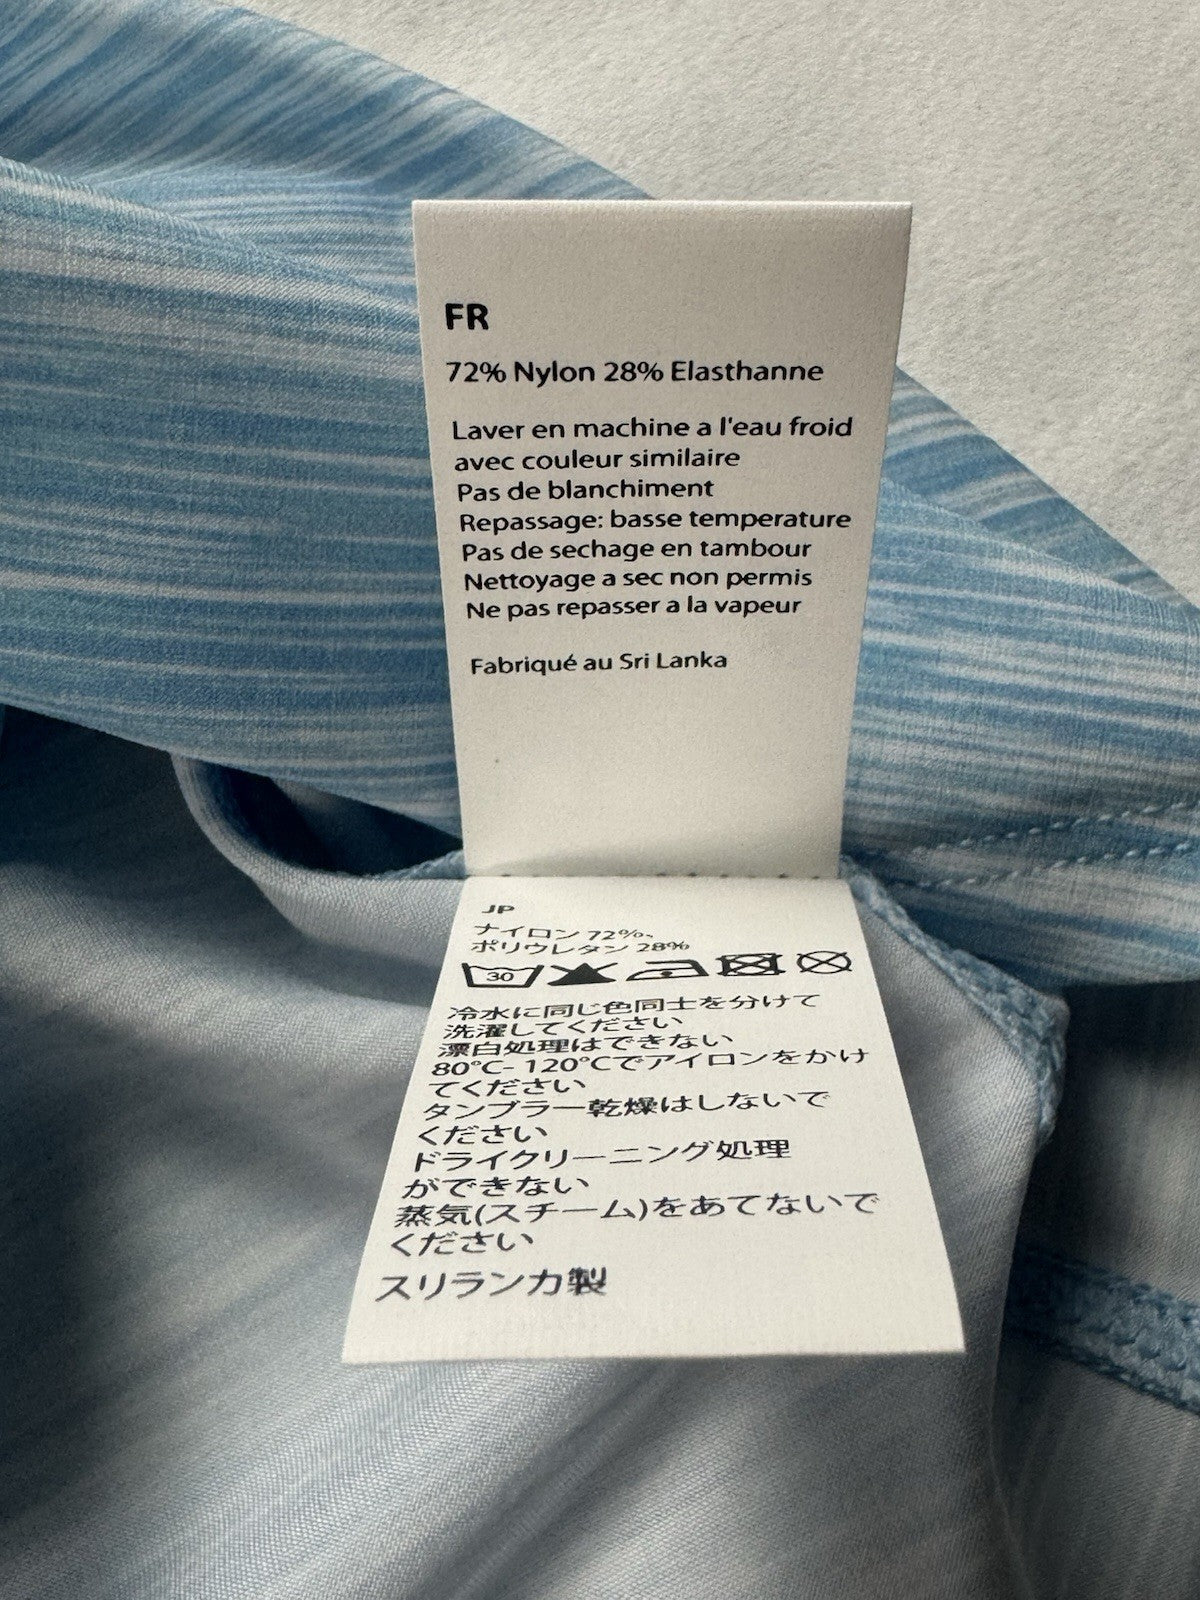 FR
72% Nylon 28% Elasthanne
Laver en machine a l'eau froid
avec couleur similaire
Pas de blanchiment
Repassage: basse temperature
Pas de sechage en tambour
Nettoyage a sec non permis
Ne pas repasser a la vapeur
Fabriqué au Sri Lanka
JP
ナイロン 72%、
ポリウレタン 28%
30
冷水に同じ色同士を分けて
洗濯してください
漂白処理はできない
80°C- 120°Cでアイロンをかけ
てください
タンブラー乾燥はしないで
ください
ドライクリーニング処理
ができない
蒸気(スチーム)をあてないで
ください
スリランカ製